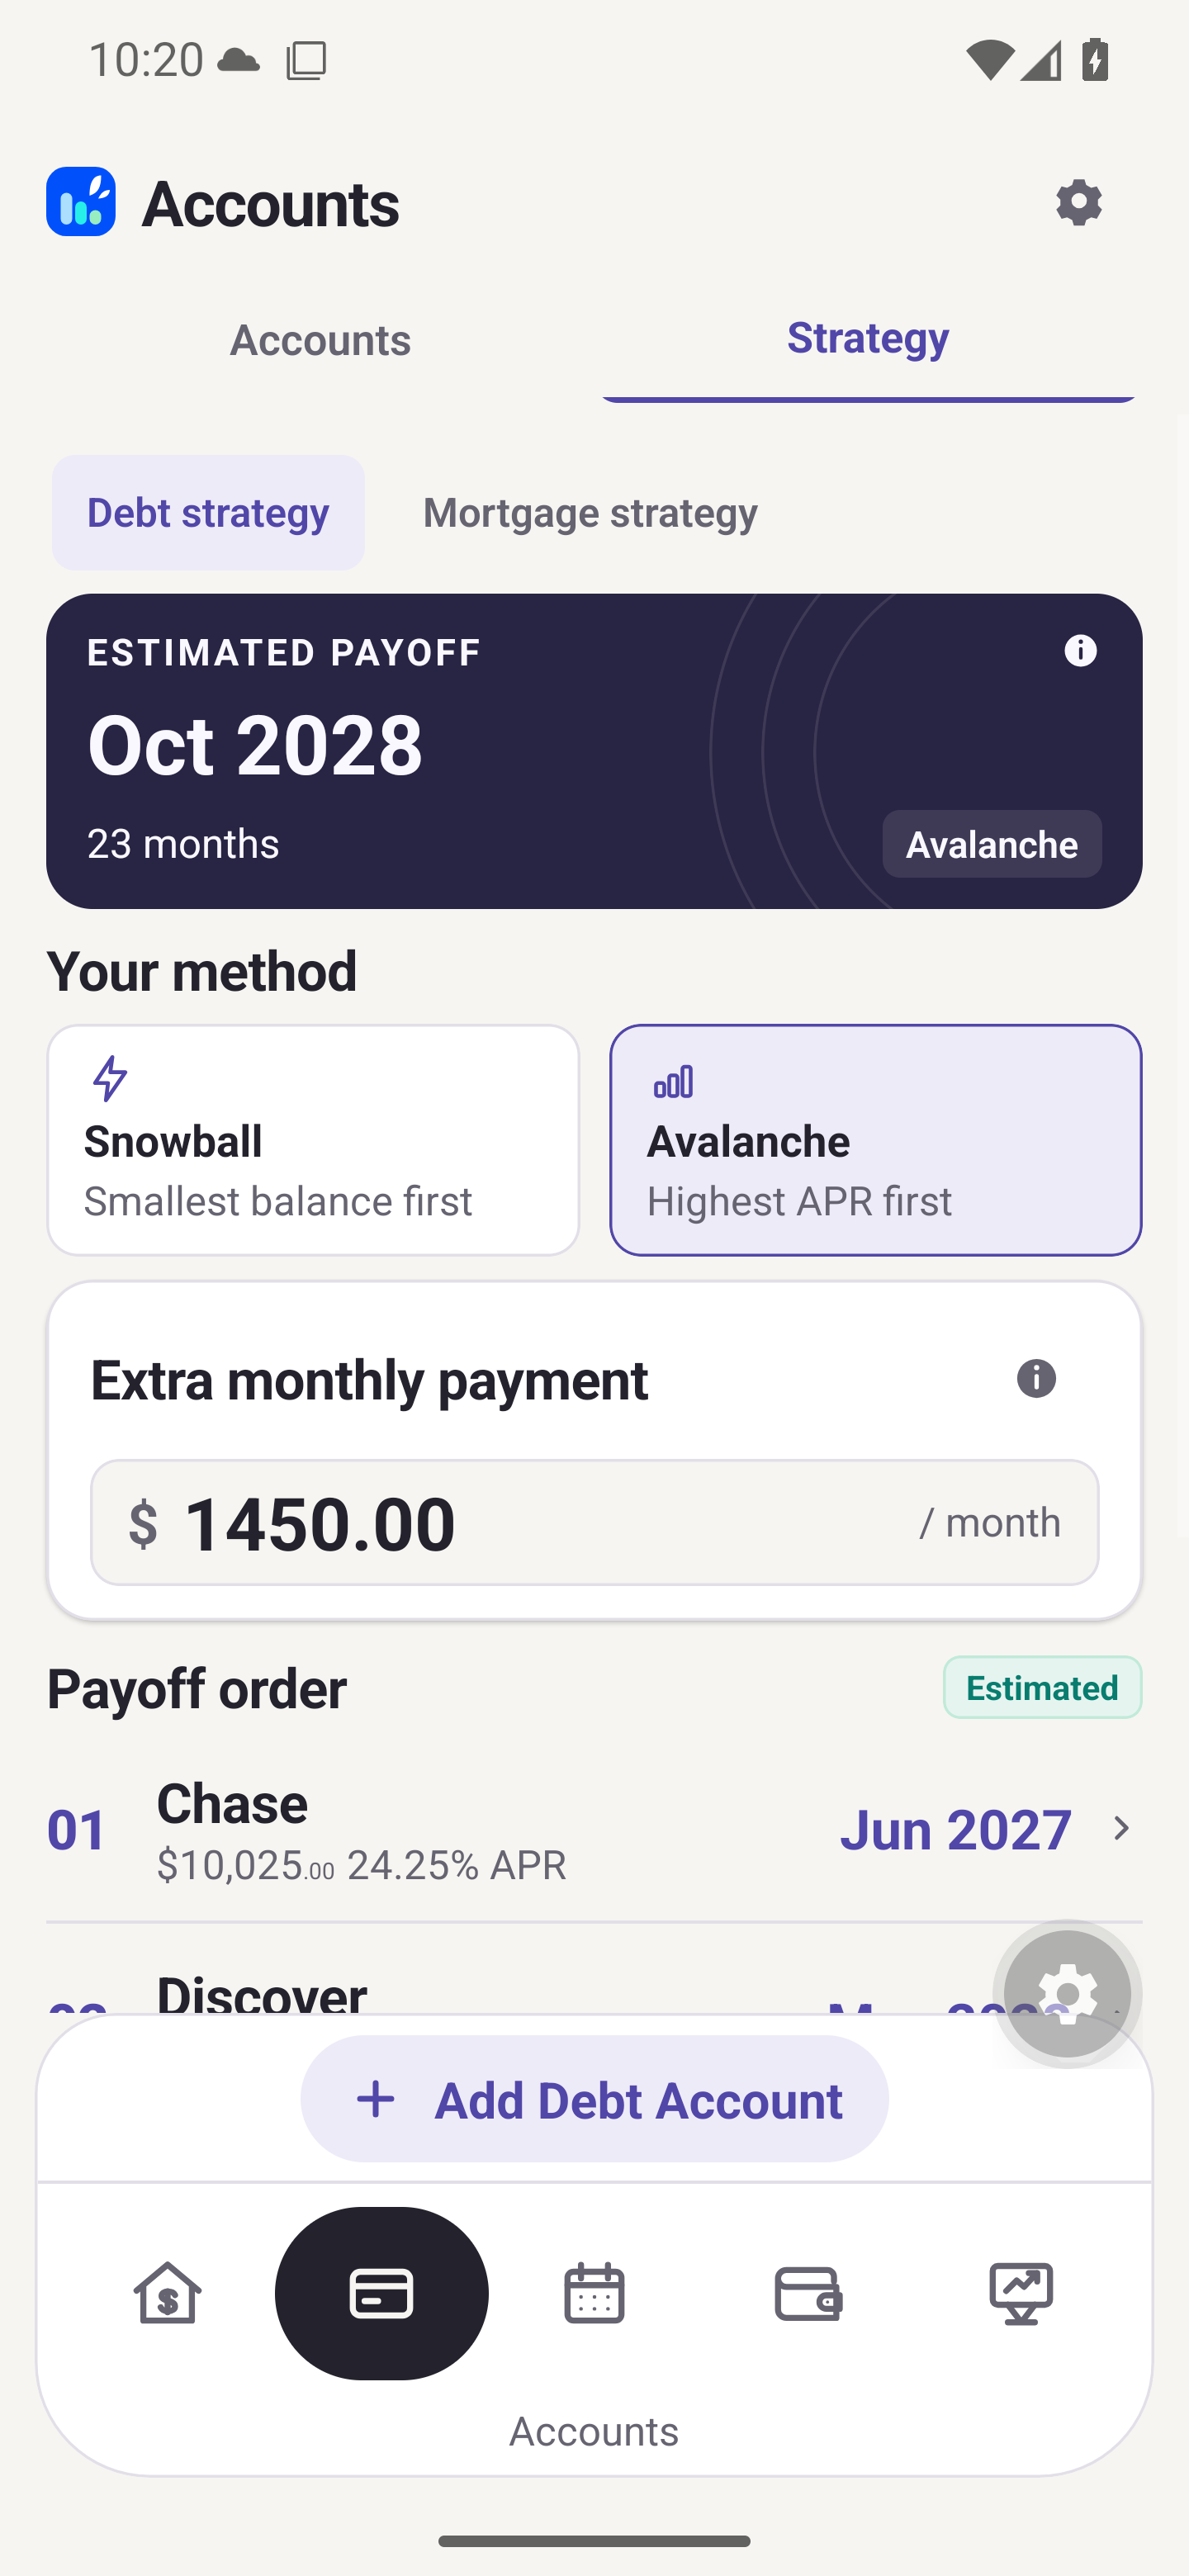 10:20
Accounts
Accounts
Strategy
Debt strategy
Mortgage strategy
ESTIMATED PAYOFF
Oct 2028
23 months
Avalanche
Your method
Snowball
Smallest balance first
Avalanche
Highest APR first
Extra monthly payment
$ 1450.00 / month
Payoff order
Estimated
01
Chase
$10,025.00 24.25% APR
Jun 2027
Discover
+ Add Debt Account
Accounts